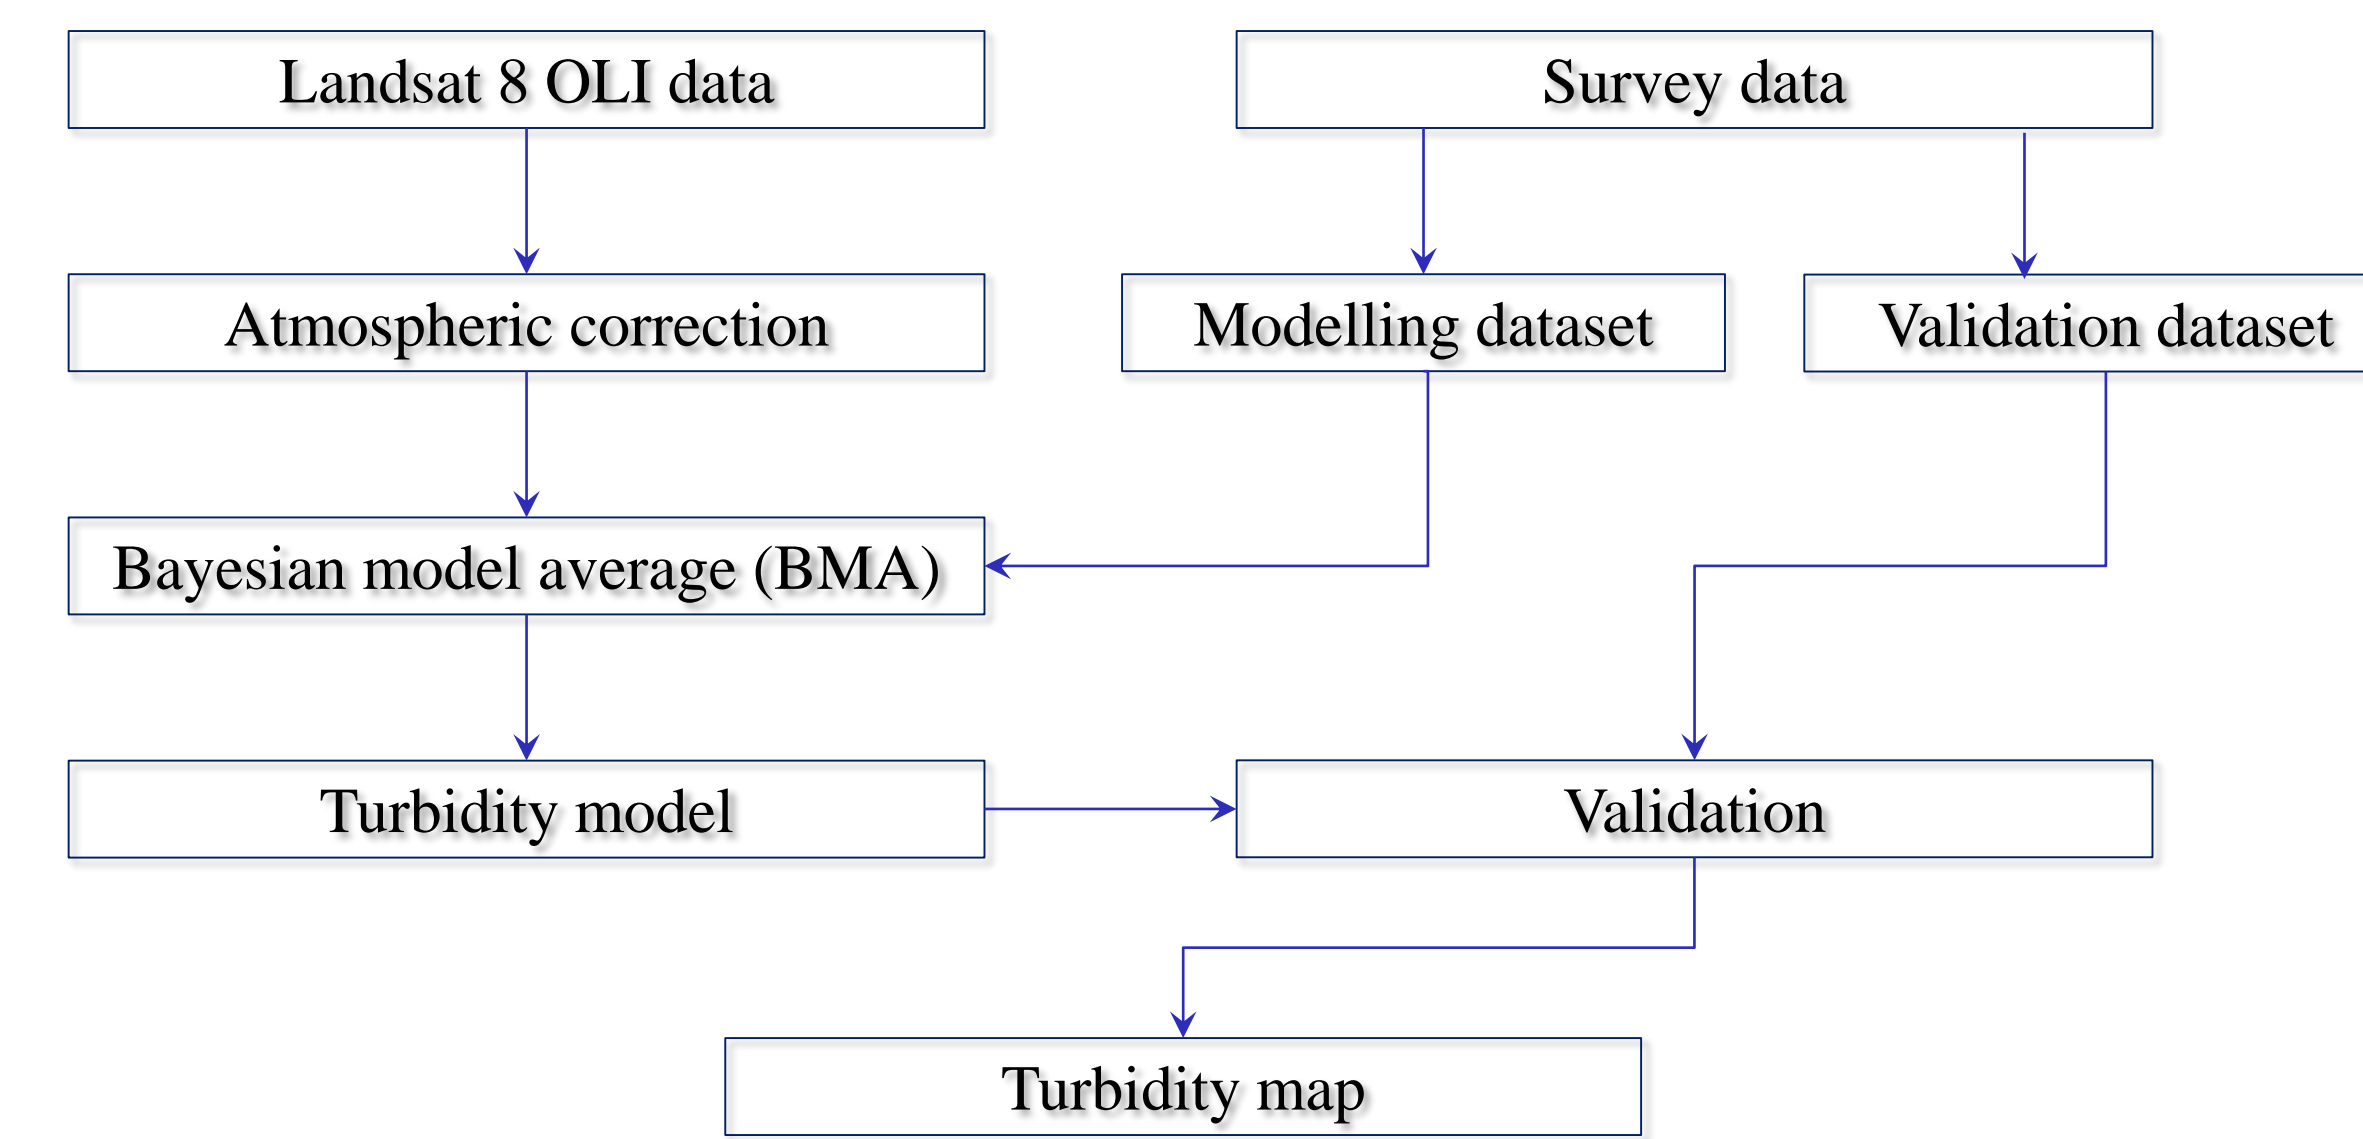 Landsat 8 OLI data
Survey data
Atmospheric correction
Modelling dataset
Validation dataset
Bayesian model average (BMA)
Turbidity model
Validation
Turbidity map